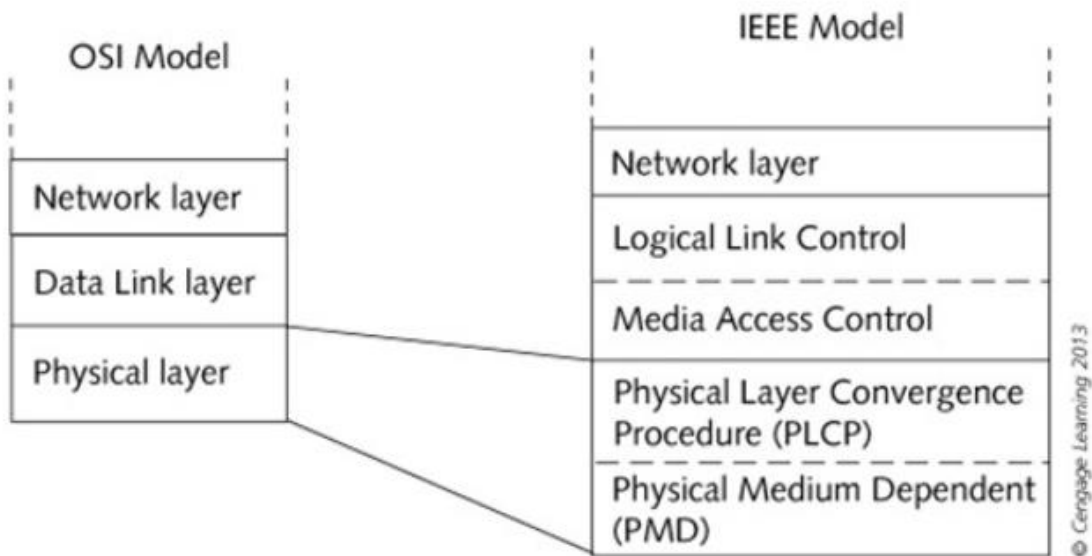 OSI Model
Network layer
Data Link layer
Physical layer
IEEE Model
Network layer
Logical Link Control
Media Access Control
Physical Layer Convergence
Procedure (PLCP)
Physical Medium Dependent
(PMD)
© Cengage Learning 2013